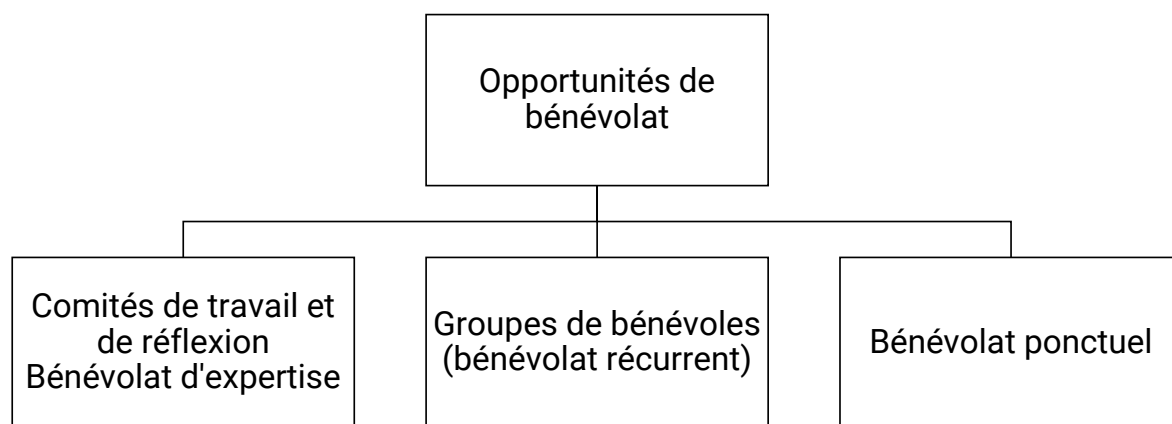 Opportunités de
bénévolat
Comités de travail et
de réflexion
Bénévolat d'expertise
Groupes de bénévoles
(bénévolat récurrent)
Bénévolat ponctuel